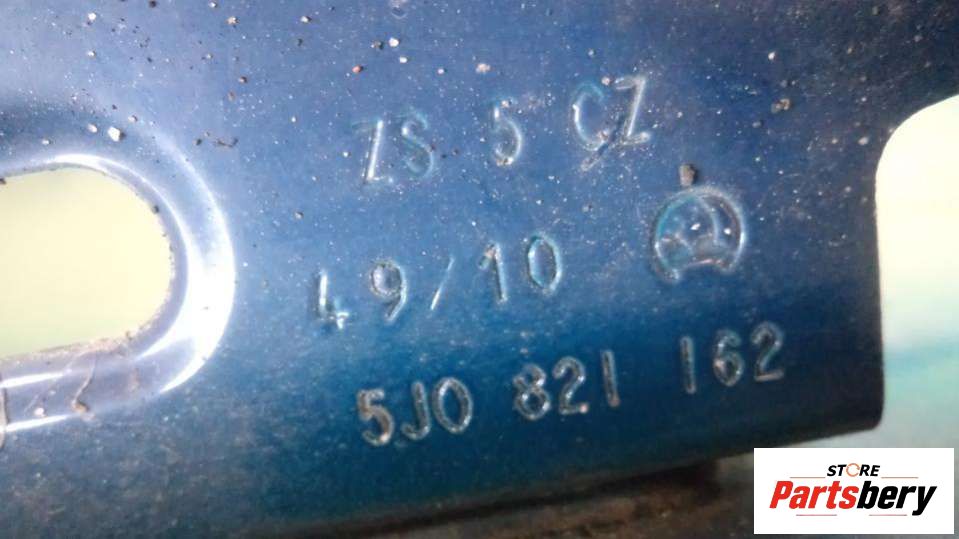 ZS 5 CZ
49/10
5J0 821 162
STORE
Partsbery